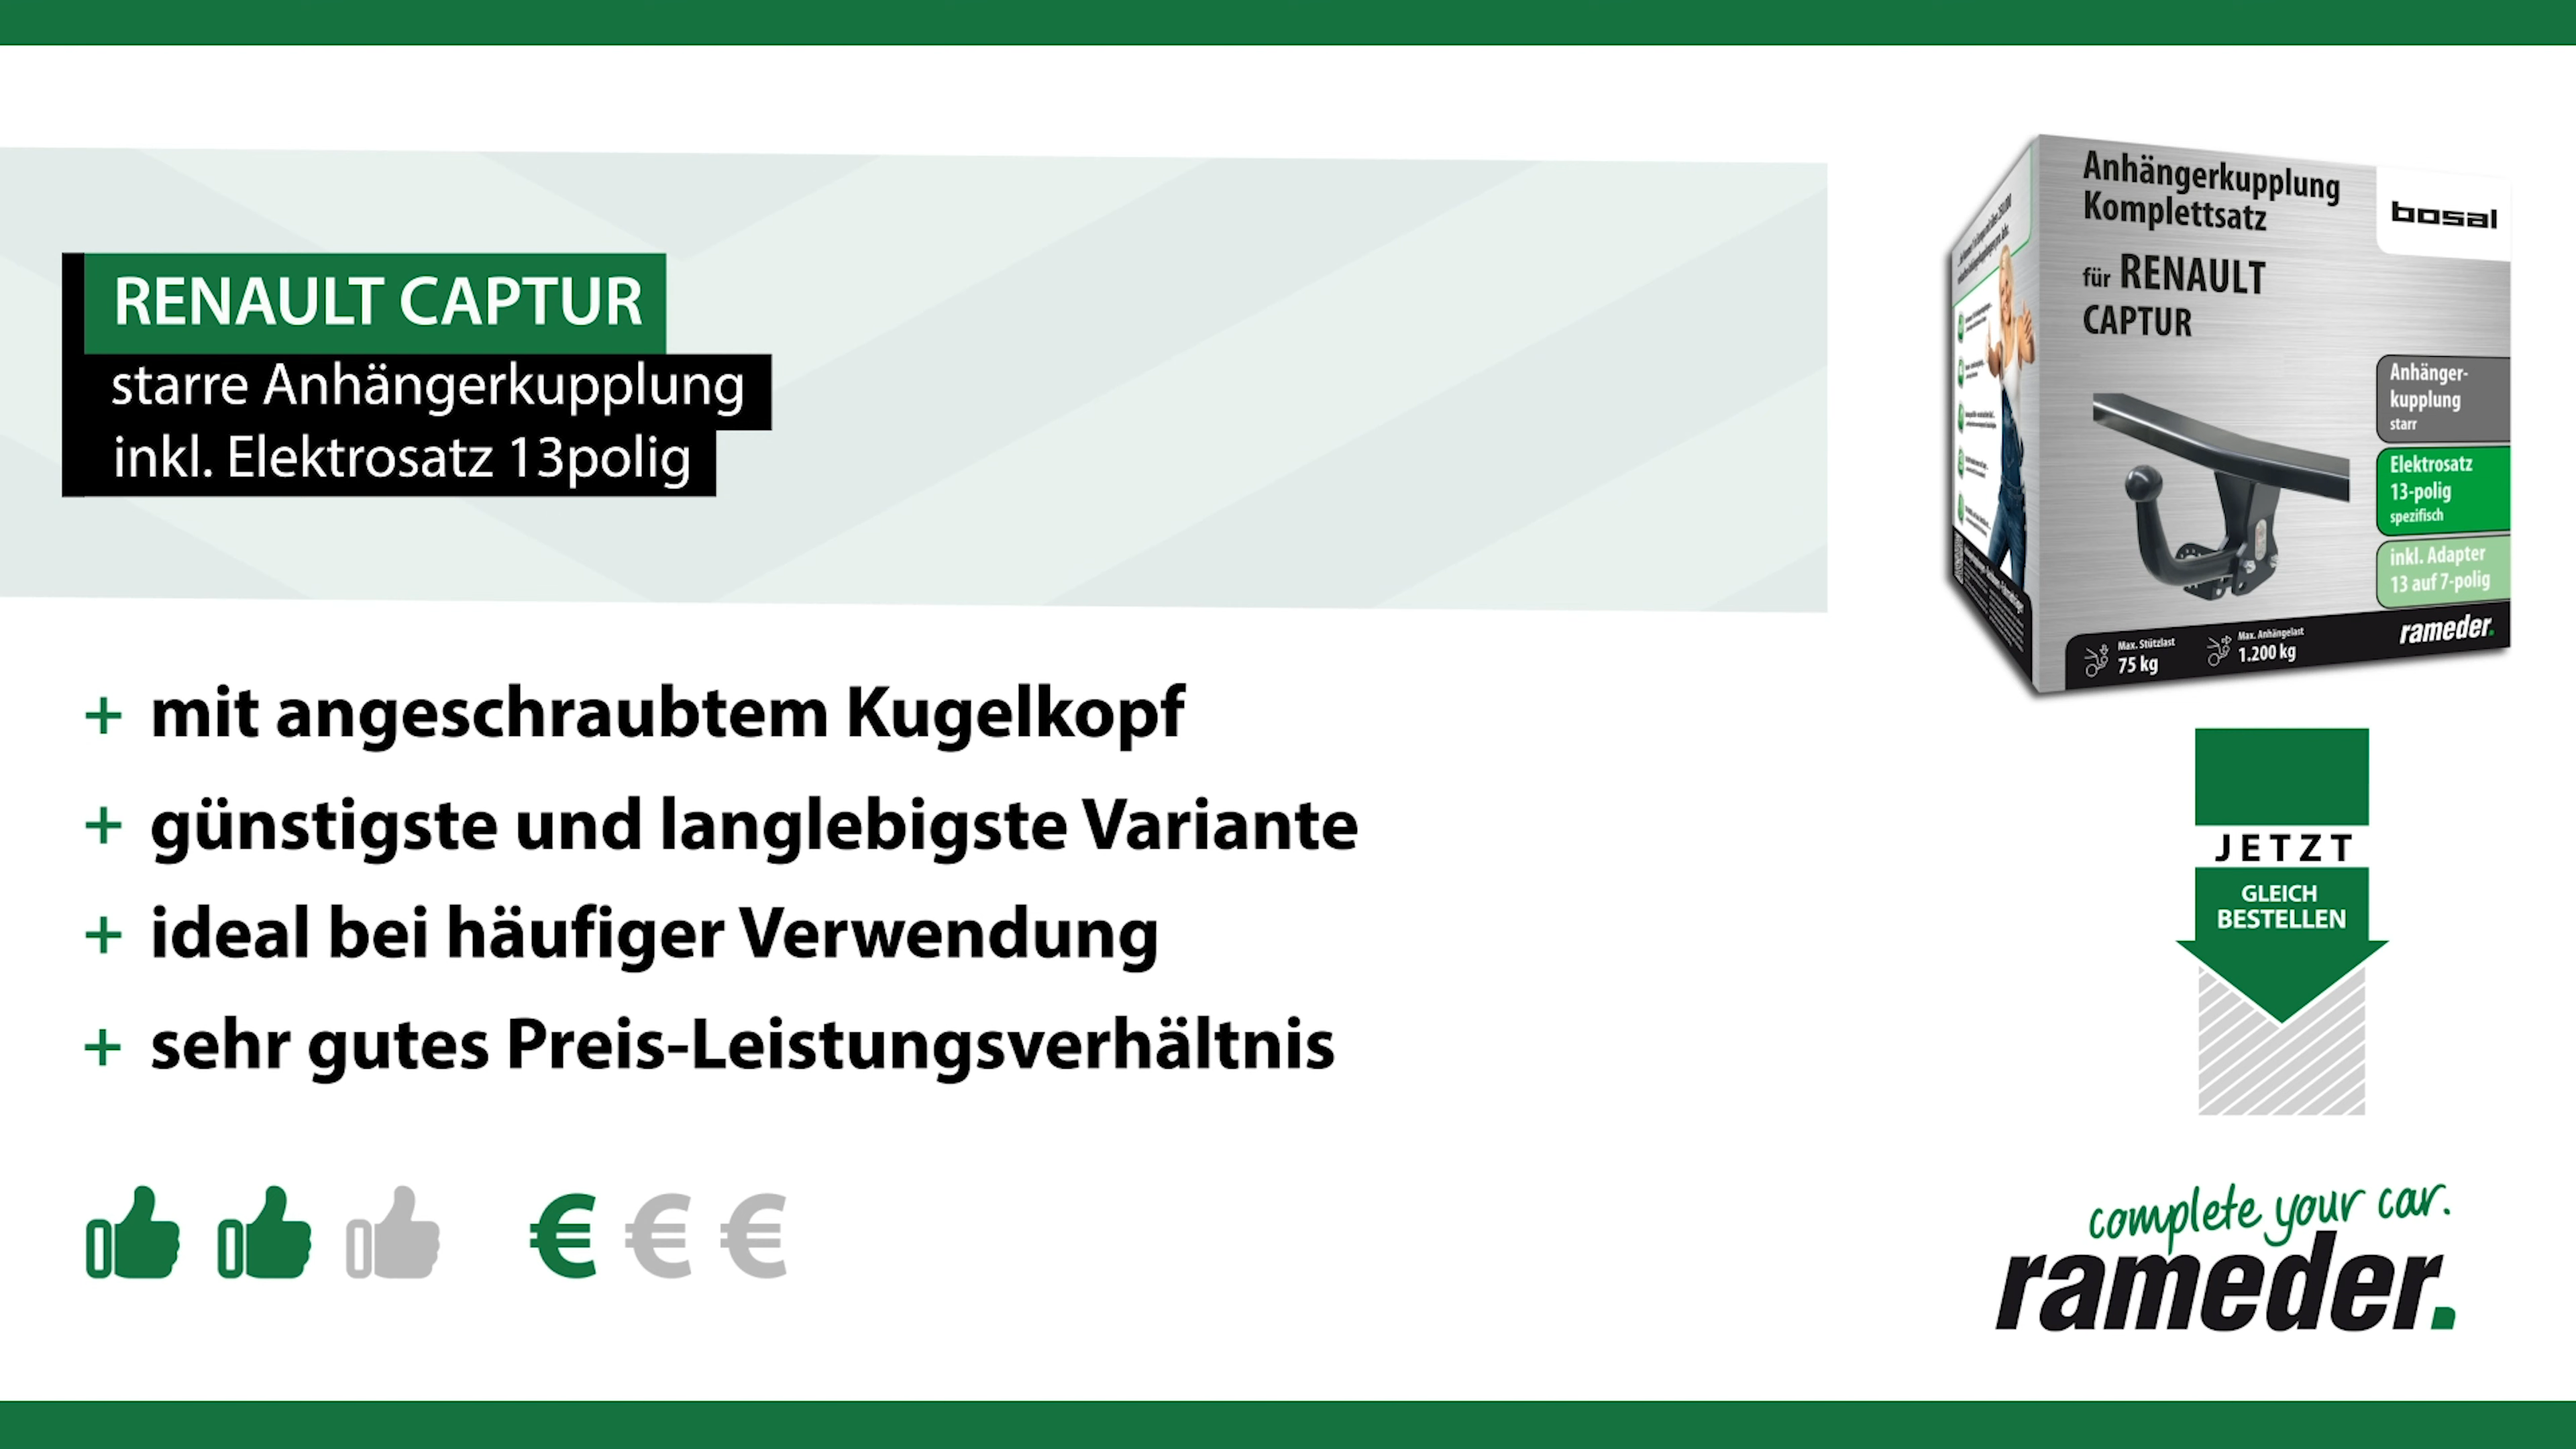 RENAULT CAPTUR
starre Anhängerkupplung
inkl. Elektrosatz 13polig
+ mit angeschraubtem Kugelkopf
+ günstigste und langlebigste Variante
+ ideal bei häufiger Verwendung
+ sehr gutes Preis-Leistungsverhältnis
€ € €
Anhängerkupplung
Komplettsatz
für RENAULT
CAPTUR
bosal
Anhänger-
kupplung
starr
Elektrosatz
13-polig
spezifisch
inkl. Adapter
13 auf 7-polig
Max. Stützlast
75 kg
Max. Anhängelast
1.200 kg
rameder.
JETZT
GLEICH
BESTELLEN
complete your car.
rameder.